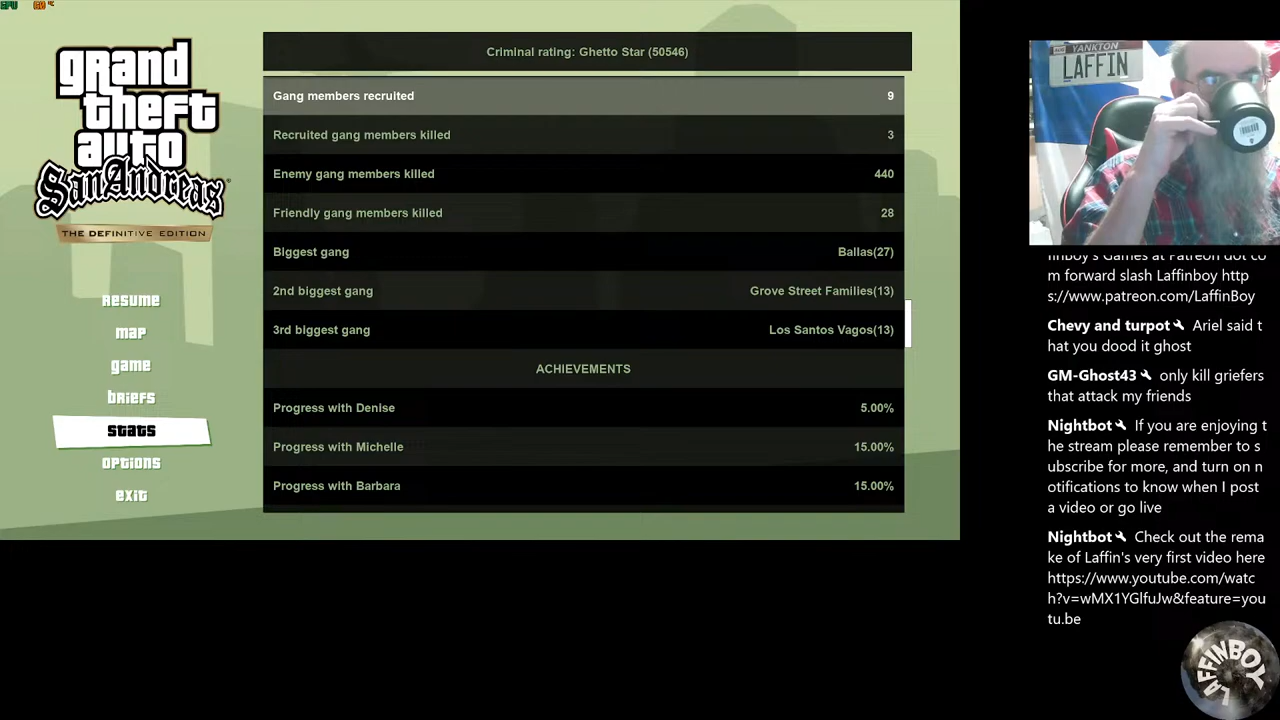 grand
theft
auto
San Andreas
THE DEFINITIVE EDITION
Resume
map
game
briefs
stats
options
exit
Criminal rating: Ghetto Star (50546)
Gang members recruited 9
Recruited gang members killed 3
Enemy gang members killed 440
Friendly gang members killed 28
Biggest gang Ballas(27)
2nd biggest gang Grove Street Families(13)
3rd biggest gang Los Santos Vagos(13)
ACHIEVEMENTS
Progress with Denise 5.00%
Progress with Michelle 15.00%
Progress with Barbara 15.00%
YANKTON
LAFFIN
ffinBoy's Games at Patreon dot co
m forward slash Laffinboy http
s://www.patreon.com/LaffinBoy
Chevy and turpot Ariel said t
hat you dood it ghost
GM-Ghost43 only kill griefers
that attack my friends
Nightbot If you are enjoying t
he stream please remember to s
ubscribe for more, and turn on n
otifications to know when I post
a video or go live
Nightbot Check out the rema
ke of Laffin's very first video here
https://www.youtube.com/watc
h?v=wMX1YGlfuJw&feature=you
tu.be
LAFFINBOY